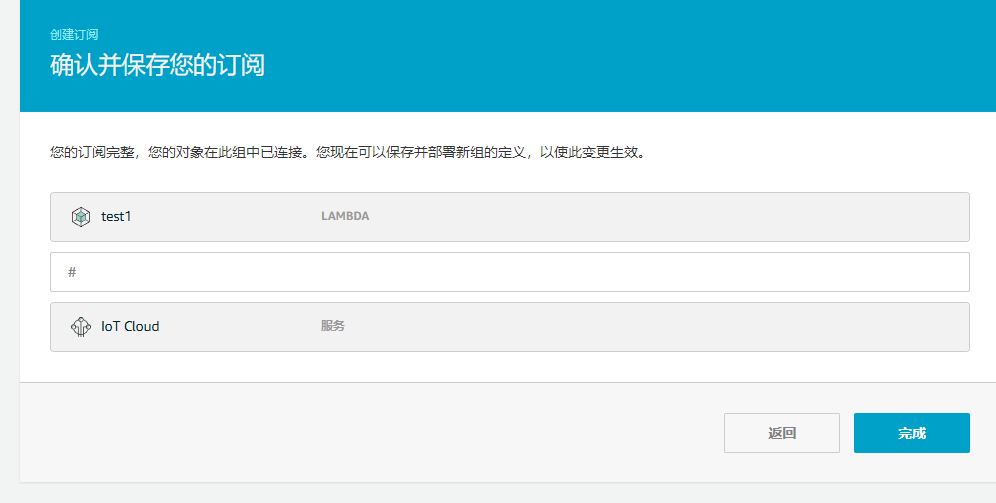 创建订阅
确认并保存您的订阅
您的订阅完整，您的对象在此组中已连接。您现在可以保存并部署新组的定义，以使此变更生效。
test1 LAMBDA
#
IoT Cloud 服务
返回 完成